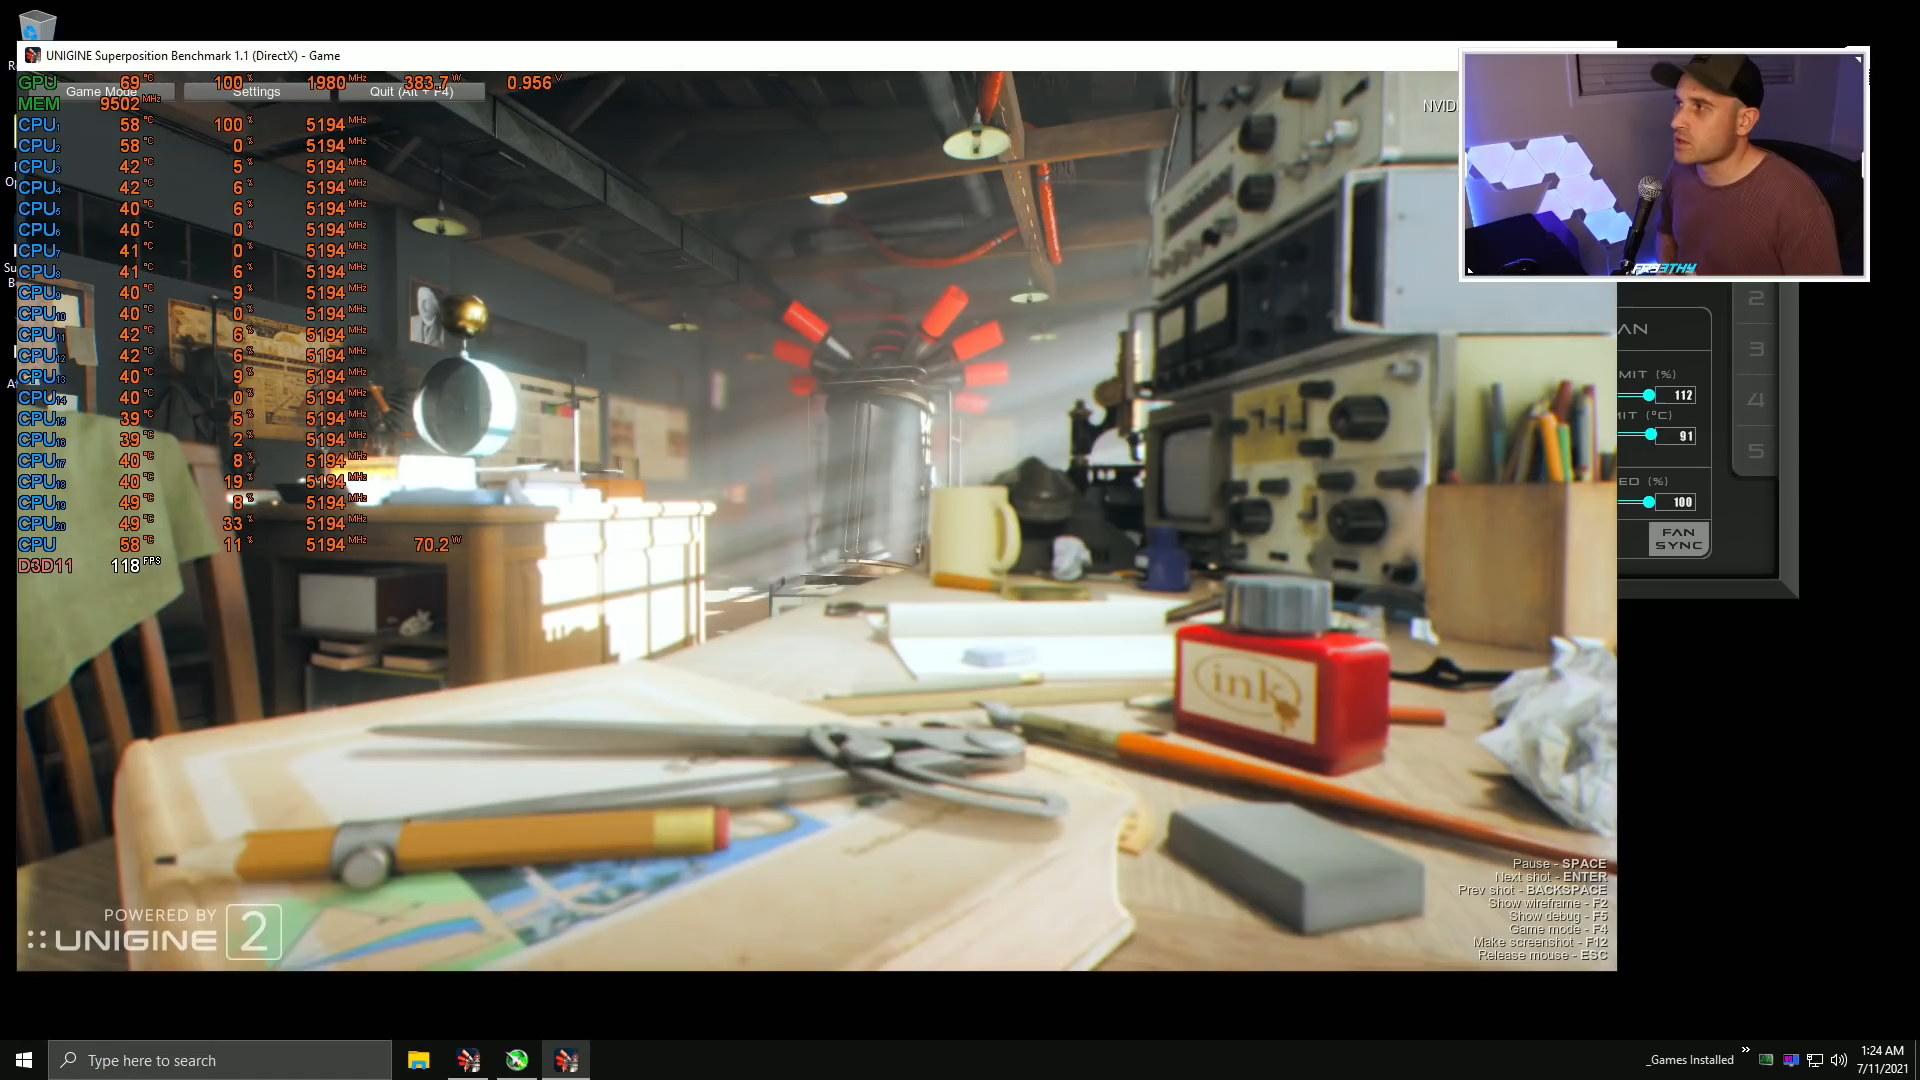 UNIGINE Superposition Benchmark 1.1 (DirectX) - Game
GPU 69 °C 100 % 1980 MHz 383.7 W 0.956 V
Game Mode Settings Quit (Alt + F4)
MEM 9502 MHz
NVID
CPU1 58 °C 100 % 5194 MHz
CPU2 58 °C 0 % 5194 MHz
CPU3 42 °C 5 % 5194 MHz
CPU4 42 °C 6 % 5194 MHz
CPU5 40 °C 6 % 5194 MHz
CPU6 40 °C 0 % 5194 MHz
CPU7 41 °C 0 % 5194 MHz
CPU8 41 °C 6 % 5194 MHz
CPU9 40 °C 9 % 5194 MHz
CPU10 40 °C 0 % 5194 MHz
CPU11 42 °C 6 % 5194 MHz
CPU12 42 °C 6 % 5194 MHz
CPU13 40 °C 9 % 5194 MHz
CPU14 40 °C 0 % 5194 MHz
CPU15 39 °C 5 % 5194 MHz
CPU16 39 °C 2 % 5194 MHz
CPU17 40 °C 8 % 5194 MHz
CPU18 40 °C 19 % 5194 MHz
CPU19 49 °C 8 % 5194 MHz
CPU20 49 °C 33 % 5194 MHz
CPU 58 °C 11 % 5194 MHz 70.2 W
D3D11 118 FPS
FR33THY
2
AN
3
MIT (%)
112
4
MIT (°C)
91
5
ED (%)
100
FAN
SYNC
ink
Pause - SPACE
Next shot - ENTER
Prev shot - BACKSPACE
Show wireframe - F2
Show debug - F5
Game mode - F4
Make screenshot - F12
Release mouse - ESC
POWERED BY
UNIGINE 2
Type here to search
_Games Installed
1:24 AM
7/11/2021